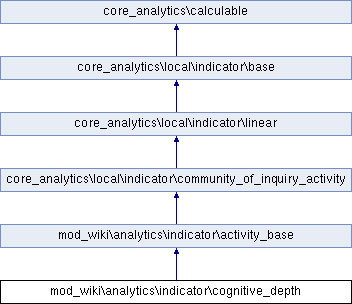 core_analytics\calculable
core_analytics\local\indicator\base
core_analytics\local\indicator\linear
core_analytics\local\indicator\community_of_inquiry_activity
mod_wiki\analytics\indicator\activity_base
mod_wiki\analytics\indicator\cognitive_depth